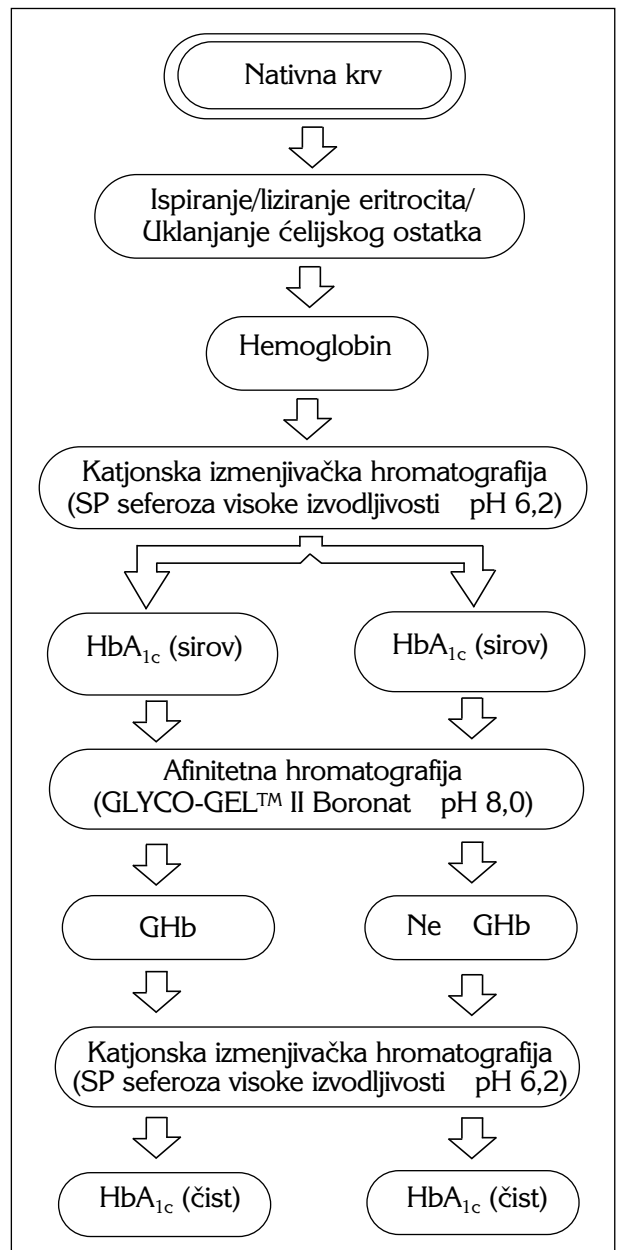 Nativna krv
Ispiranje/liziranje eritrocita/
Uklanjanje ćelijskog ostatka
Hemoglobin
Katjonska izmenjivačka hromatografija
(SP seferoza visoke izvodljivosti pH 6,2)
HbA1c (sirov)
HbA1c (sirov)
Afinitetna hromatografija
(GLYCO-GEL™ II Boronat pH 8,0)
GHb
Ne GHb
Katjonska izmenjivačka hromatografija
(SP seferoza visoke izvodljivosti pH 6,2)
HbA1c (čist)
HbA1c (čist)